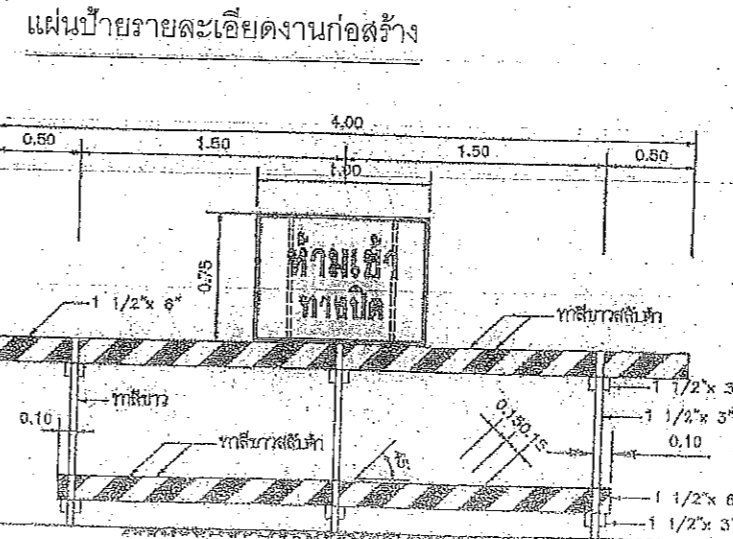 แผ่นป้ายรายละเอียดงานก่อสร้าง
4.00
0.50 1.50 1.50 0.50
1.00
0.75
ห้ามเข้า
ทางปิด
1 1/2"x 6"
ทาสีขาวสลับดำ
1 1/2"x 3
ทาสีขาว
1 1/2"x 3"
0.10
0.15 0.15
0.10
ทาสีขาวสลับดำ
1 1/2"x 6
1 1/2"x 3"